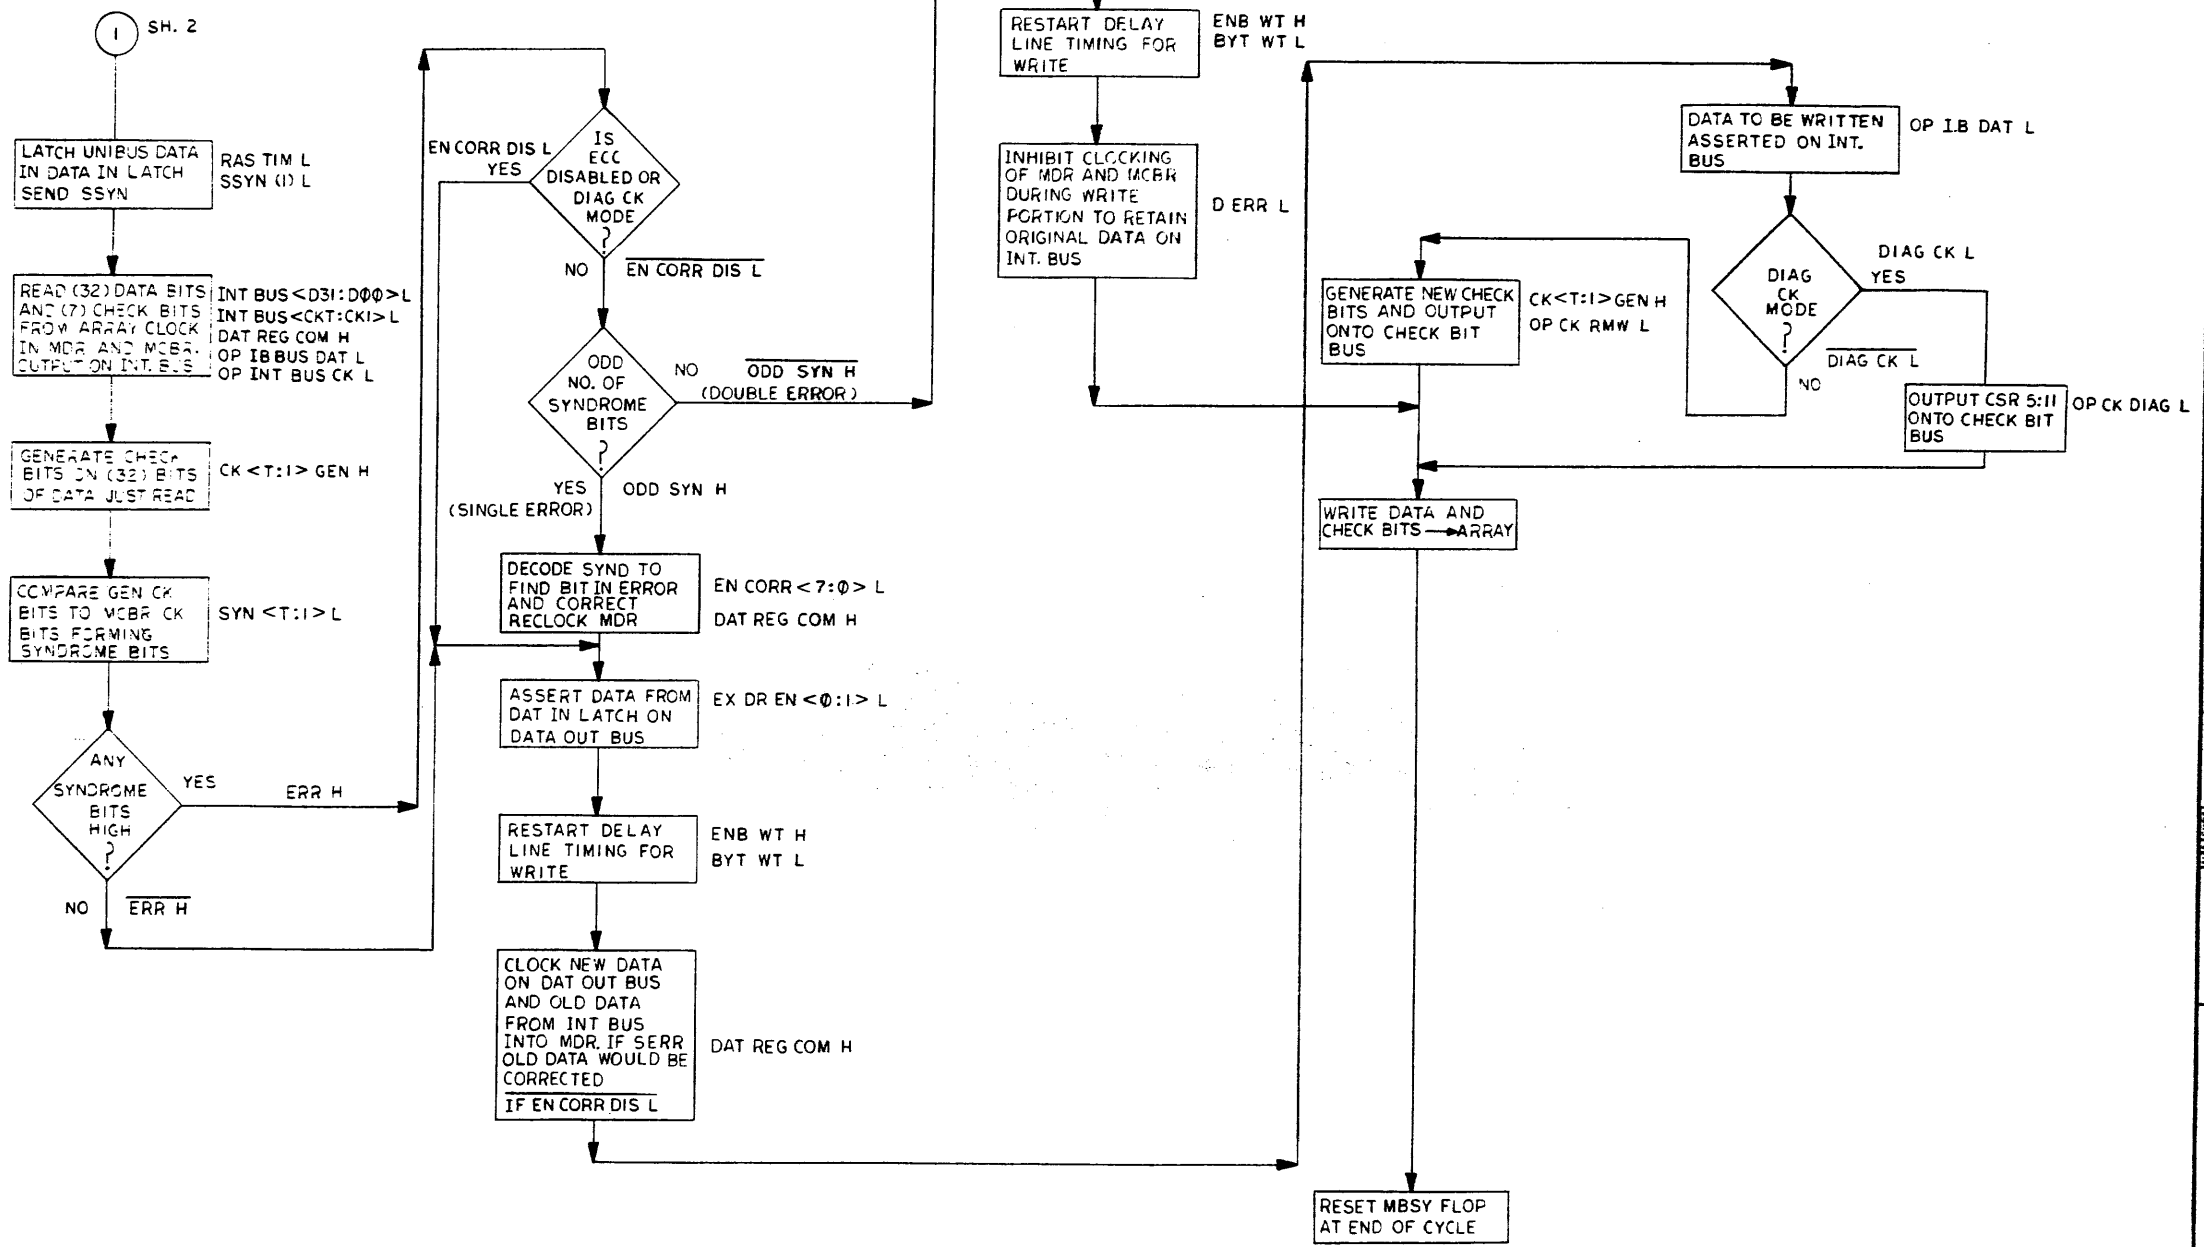 1
SH. 2
LATCH UNIBUS DATA
IN DATA IN LATCH
SEND SSYN
RAS TIM L
SSYN (1) L
READ (32) DATA BITS
AND (7) CHECK BITS
FROM ARRAY CLOCK
IN MDR AND MCBR.
OUTPUT ON INT. BUS
INT BUS<D31:DØØ>L
INT BUS<CKT:CK1>L
DAT REG COM H
OP IB BUS DAT L
OP INT BUS CK L
GENERATE CHECK
BITS ON (32) BITS
OF DATA JUST READ
CK <T:1> GEN H
COMPARE GEN CK
BITS TO MCBR CK
BITS FORMING
SYNDROME BITS
SYN <T:1> L
ANY
SYNDROME
BITS
HIGH
?
YES
ERR H
NO
ERR H
IS
ECC
DISABLED OR
DIAG CK
MODE
?
EN CORR DIS L
YES
NO
EN CORR DIS L
ODD
NO. OF
SYNDROME
BITS
?
NO
ODD SYN H
(DOUBLE ERROR)
YES
(SINGLE ERROR)
ODD SYN H
DECODE SYND TO
FIND BIT IN ERROR
AND CORRECT
RECLOCK MDR
EN CORR <7:Ø> L
DAT REG COM H
ASSERT DATA FROM
DAT IN LATCH ON
DATA OUT BUS
EX DR EN <Ø:1> L
RESTART DELAY
LINE TIMING FOR
WRITE
ENB WT H
BYT WT L
CLOCK NEW DATA
ON DAT OUT BUS
AND OLD DATA
FROM INT BUS
INTO MDR. IF SERR
OLD DATA WOULD BE
CORRECTED
IF EN CORR DIS L
DAT REG COM H
RESTART DELAY
LINE TIMING FOR
WRITE
ENB WT H
BYT WT L
INHIBIT CLOCKING
OF MDR AND MCBR
DURING WRITE
PORTION TO RETAIN
ORIGINAL DATA ON
INT. BUS
D ERR L
DATA TO BE WRITTEN
ASSERTED ON INT.
BUS
OP I.B DAT L
DIAG
CK
MODE
?
DIAG CK L
YES
DIAG CK L
NO
GENERATE NEW CHECK
BITS AND OUTPUT
ONTO CHECK BIT
BUS
CK<T:1>GEN H
OP CK RMW L
OUTPUT CSR 5:11
ONTO CHECK BIT
BUS
OP CK DIAG L
WRITE DATA AND
CHECK BITS → ARRAY
RESET MBSY FLOP
AT END OF CYCLE